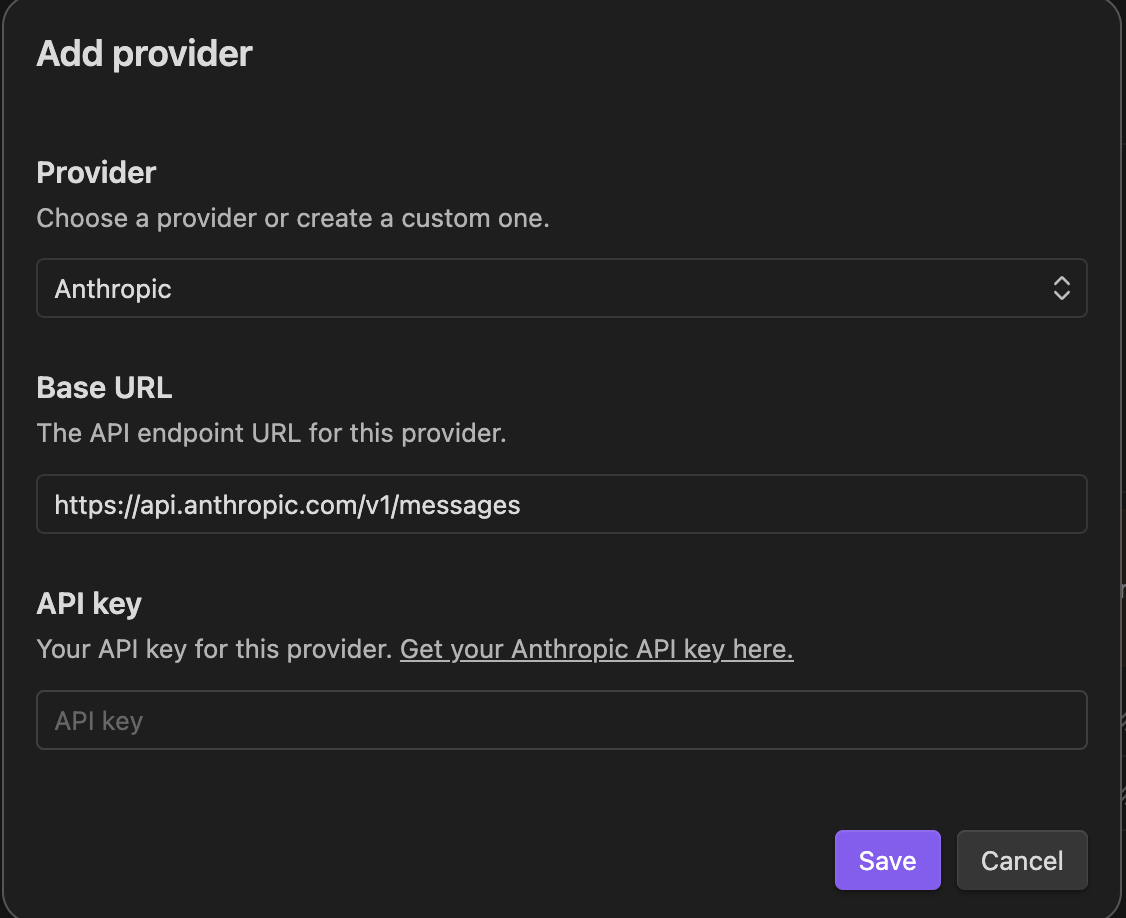 Add provider
Provider
Choose a provider or create a custom one.
Anthropic
Base URL
The API endpoint URL for this provider.
https://api.anthropic.com/v1/messages
API key
Your API key for this provider. Get your Anthropic API key here.
API key
Save
Cancel